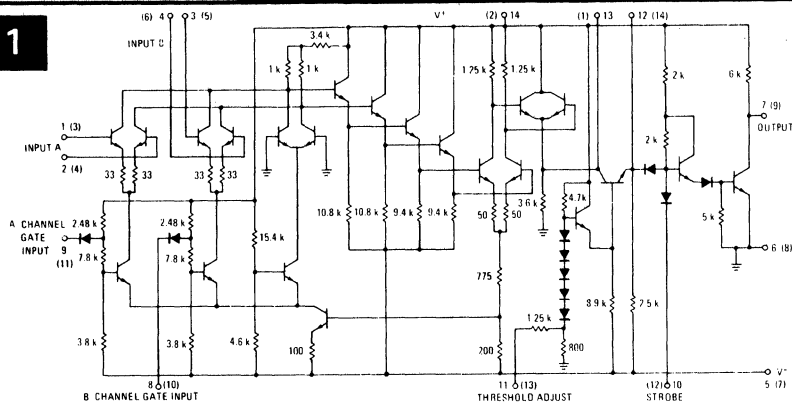 1
(6) 4 3 (5)
INPUT B
V+
(2) 14
(1) 13
12 (14)
3.4 k
1 k
1 k
1.25 k
1.25 k
2 k
6 k
7 (9)
OUTPUT
2 k
1 (3)
INPUT A
2 (4)
33
33
33
33
10.8 k
10.8 k
9.4 k
9.4 k
50
50
3.6 k
4.7k
5 k
6 (8)
A CHANNEL
GATE
INPUT
9
(11)
2.48 k
2.48 k
7.8 k
7.8 k
15.4 k
775
1.25 k
8.9 k
7.5 k
3.8 k
3.8 k
4.6 k
100
200
800
V-
5 (7)
8 (10)
B CHANNEL GATE INPUT
11 (13)
THRESHOLD ADJUST
(12) 10
STROBE